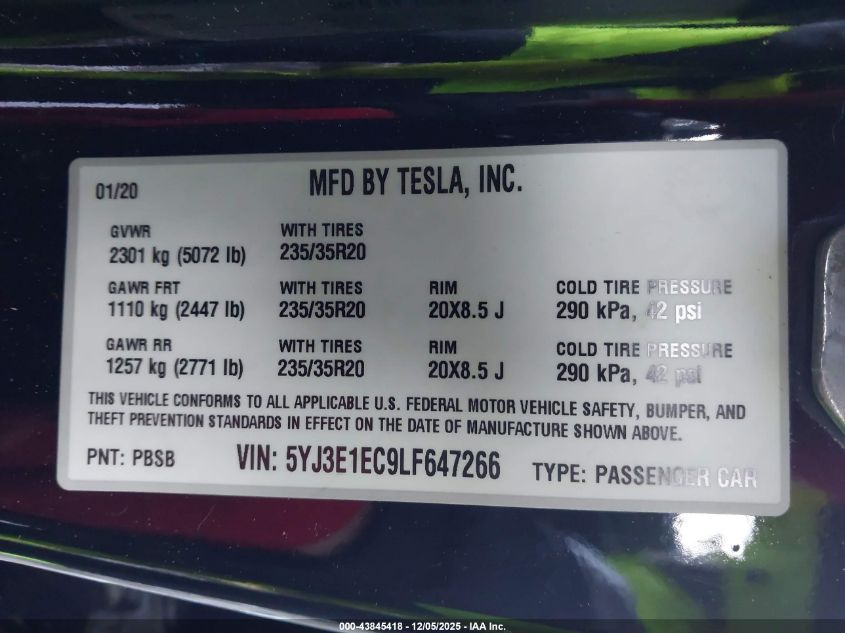 01/20
MFD BY TESLA, INC.
GVWR WITH TIRES
2301 kg (5072 lb) 235/35R20
GAWR FRT WITH TIRES RIM COLD TIRE PRESSURE
1110 kg (2447 lb) 235/35R20 20X8.5 J 290 kPa, 42 psi
GAWR RR WITH TIRES RIM COLD TIRE PRESSURE
1257 kg (2771 lb) 235/35R20 20X8.5 J 290 kPa, 42 psi
THIS VEHICLE CONFORMS TO ALL APPLICABLE U.S. FEDERAL MOTOR VEHICLE SAFETY, BUMPER, AND
THEFT PREVENTION STANDARDS IN EFFECT ON THE DATE OF MANUFACTURE SHOWN ABOVE.
PNT: PBSB VIN: 5YJ3E1EC9LF647266 TYPE: PASSENGER CAR
000-43845418 - 12/05/2025 - IAA Inc.